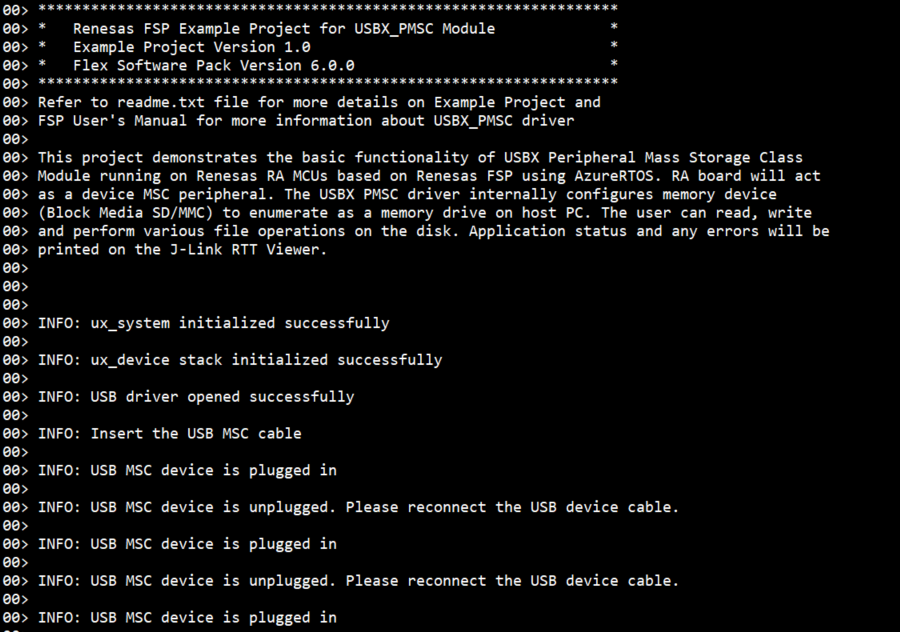 00> ******************************************************************
00> *   Renesas FSP Example Project for USBX_PMSC Module             *
00> *   Example Project Version 1.0                                  *
00> *   Flex Software Pack Version 6.0.0                             *
00> ******************************************************************
00> Refer to readme.txt file for more details on Example Project and
00> FSP User's Manual for more information about USBX_PMSC driver
00>
00> This project demonstrates the basic functionality of USBX Peripheral Mass Storage Class
00> Module running on Renesas RA MCUs based on Renesas FSP using AzureRTOS. RA board will act
00> as a device MSC peripheral. The USBX PMSC driver internally configures memory device
00> (Block Media SD/MMC) to enumerate as a memory drive on host PC. The user can read, write
00> and perform various file operations on the disk. Application status and any errors will be
00> printed on the J-Link RTT Viewer.
00>
00>
00>
00> INFO: ux_system initialized successfully
00>
00> INFO: ux_device stack initialized successfully
00>
00> INFO: USB driver opened successfully
00>
00> INFO: Insert the USB MSC cable
00>
00> INFO: USB MSC device is plugged in
00>
00> INFO: USB MSC device is unplugged. Please reconnect the USB device cable.
00>
00> INFO: USB MSC device is plugged in
00>
00> INFO: USB MSC device is unplugged. Please reconnect the USB device cable.
00>
00> INFO: USB MSC device is plugged in